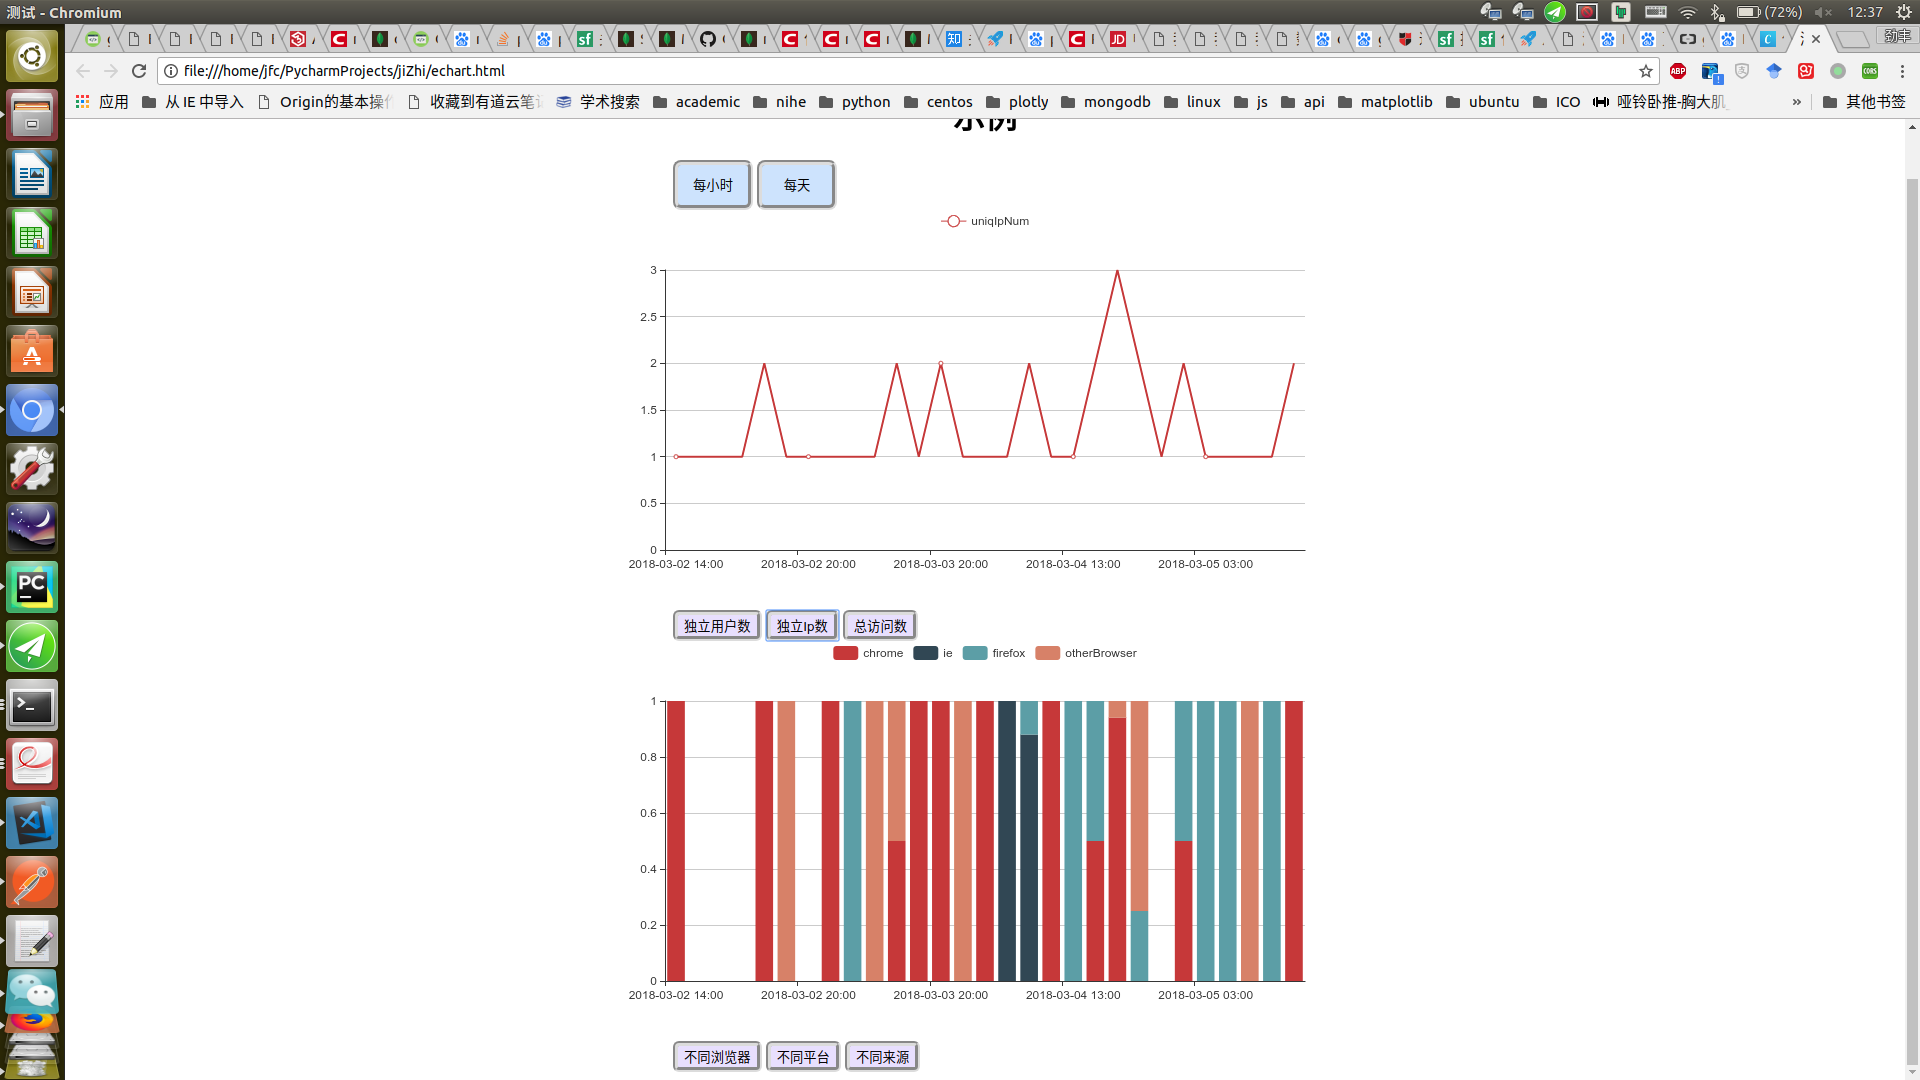 测试 - Chromium
(72%)
12:37
劲丰
file:///home/jfc/PycharmProjects/jiZhi/echart.html
应用 从 IE 中导入 Origin的基本操作 收藏到有道云笔记 学术搜索 academic nihe python centos plotly mongodb linux js api matplotlib ubuntu ICO 哑铃卧推-胸大肌 » 其他书签
示例
每小时 每天
uniqIpNum
3
2.5
2
1.5
1
0.5
0
2018-03-02 14:00 2018-03-02 20:00 2018-03-03 20:00 2018-03-04 13:00 2018-03-05 03:00
独立用户数 独立Ip数 总访问数
chrome ie firefox otherBrowser
1
0.8
0.6
0.4
0.2
0
2018-03-02 14:00 2018-03-02 20:00 2018-03-03 20:00 2018-03-04 13:00 2018-03-05 03:00
不同浏览器 不同平台 不同来源